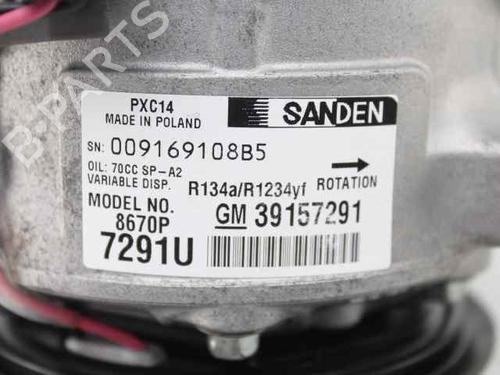 B-PARTS
PXC14
MADE IN POLAND
SANDEN
SN: 009169108B5
OIL: 70CC SP-A2
VARIABLE DISP.
R134a/R1234yf ROTATION
MODEL NO.
8670P
GM 39157291
7291U